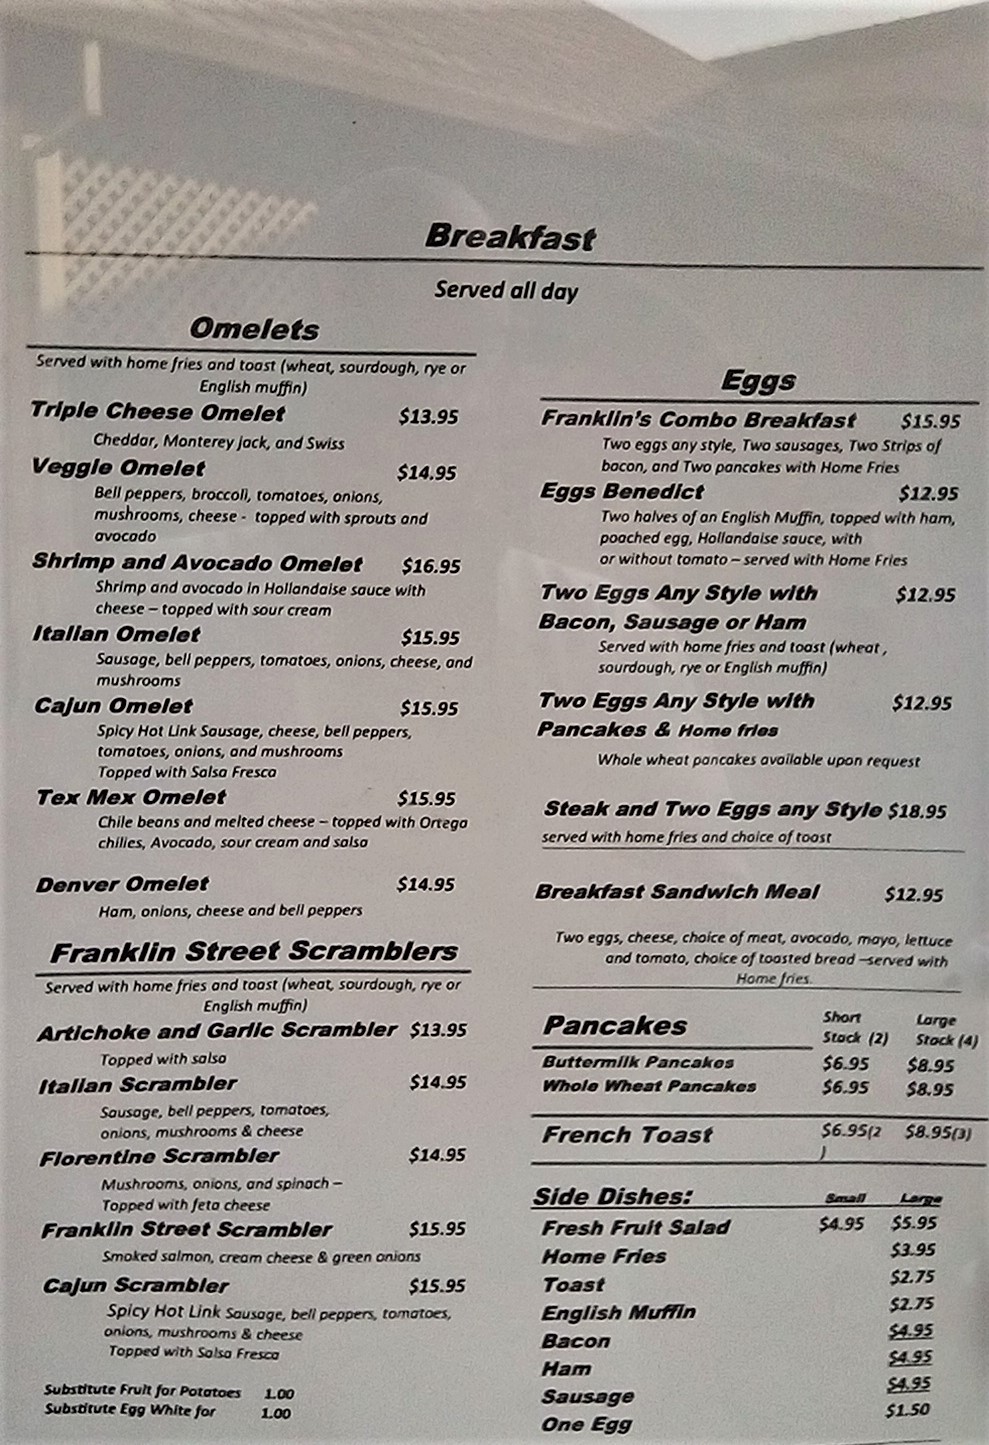 Breakfast
Served all day
Omelets
Served with home fries and toast (wheat, sourdough, rye or
English muffin)
Triple Cheese Omelet $13.95
Cheddar, Monterey jack, and Swiss
Veggie Omelet $14.95
Bell peppers, broccoli, tomatoes, onions,
mushrooms, cheese - topped with sprouts and
avocado
Shrimp and Avocado Omelet $16.95
Shrimp and avocado in Hollandaise sauce with
cheese – topped with sour cream
Italian Omelet $15.95
Sausage, bell peppers, tomatoes, onions, cheese, and
mushrooms
Cajun Omelet $15.95
Spicy Hot Link Sausage, cheese, bell peppers,
tomatoes, onions, and mushrooms
Topped with Salsa Fresca
Tex Mex Omelet $15.95
Chile beans and melted cheese – topped with Ortega
chilies, Avocado, sour cream and salsa
Denver Omelet $14.95
Ham, onions, cheese and bell peppers
Franklin Street Scramblers
Served with home fries and toast (wheat, sourdough, rye or
English muffin)
Artichoke and Garlic Scrambler $13.95
Topped with salsa
Italian Scrambler $14.95
Sausage, bell peppers, tomatoes,
onions, mushrooms & cheese
Florentine Scrambler $14.95
Mushrooms, onions, and spinach –
Topped with feta cheese
Franklin Street Scrambler $15.95
Smoked salmon, cream cheese & green onions
Cajun Scrambler $15.95
Spicy Hot Link Sausage, bell peppers, tomatoes,
onions, mushrooms & cheese
Topped with Salsa Fresca
Substitute Fruit for Potatoes 1.00
Substitute Egg White for 1.00
Eggs
Franklin's Combo Breakfast $15.95
Two eggs any style, Two sausages, Two Strips of
bacon, and Two pancakes with Home Fries
Eggs Benedict $12.95
Two halves of an English Muffin, topped with ham,
poached egg, Hollandaise sauce, with
or without tomato – served with Home Fries
Two Eggs Any Style with $12.95
Bacon, Sausage or Ham
Served with home fries and toast (wheat ,
sourdough, rye or English muffin)
Two Eggs Any Style with $12.95
Pancakes & Home fries
Whole wheat pancakes available upon request
Steak and Two Eggs any Style $18.95
served with home fries and choice of toast
Breakfast Sandwich Meal $12.95
Two eggs, cheese, choice of meat, avocado, mayo, lettuce
and tomato, choice of toasted bread –served with
Home fries.
Pancakes Short Large
Stack (2) Stack (4)
Buttermilk Pancakes $6.95 $8.95
Whole Wheat Pancakes $6.95 $8.95
French Toast $6.95(2 $8.95(3)
)
Side Dishes: Small Large
Fresh Fruit Salad $4.95 $5.95
Home Fries $3.95
Toast $2.75
English Muffin $2.75
Bacon $4.95
Ham $4.95
Sausage $4.95
One Egg $1.50